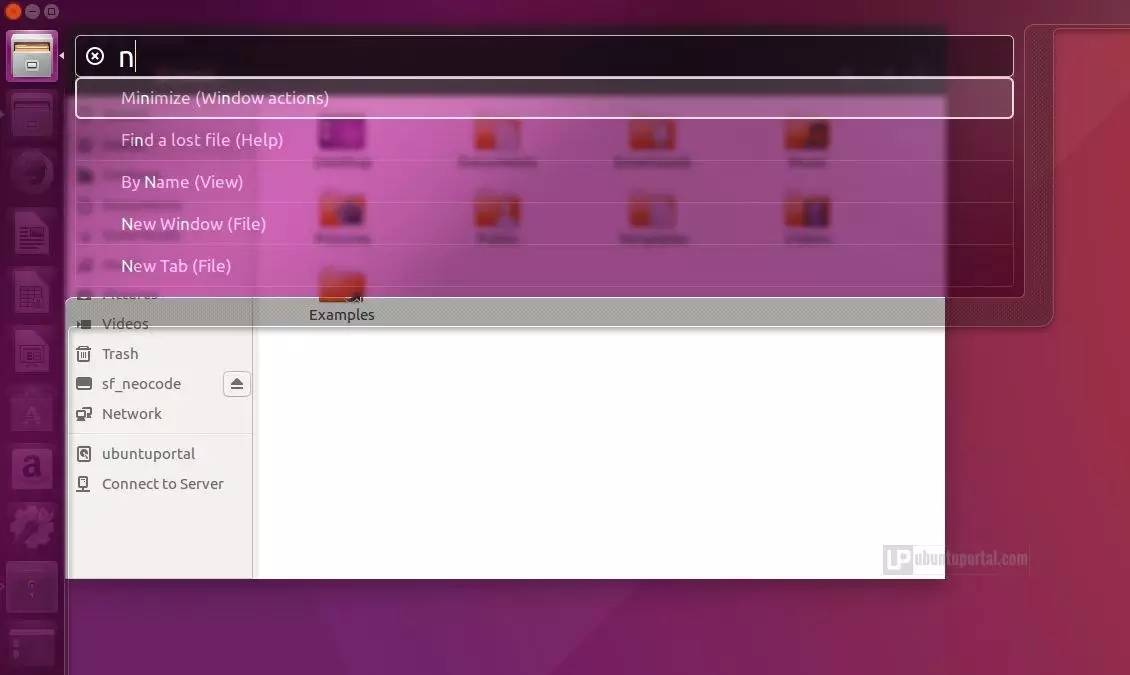 n
Minimize (Window actions)
Find a lost file (Help)
By Name (View)
New Window (File)
New Tab (File)
Pictures
Examples
Videos
Trash
sf_neocode
Network
ubuntuportal
Connect to Server
UP ubuntuportal.com